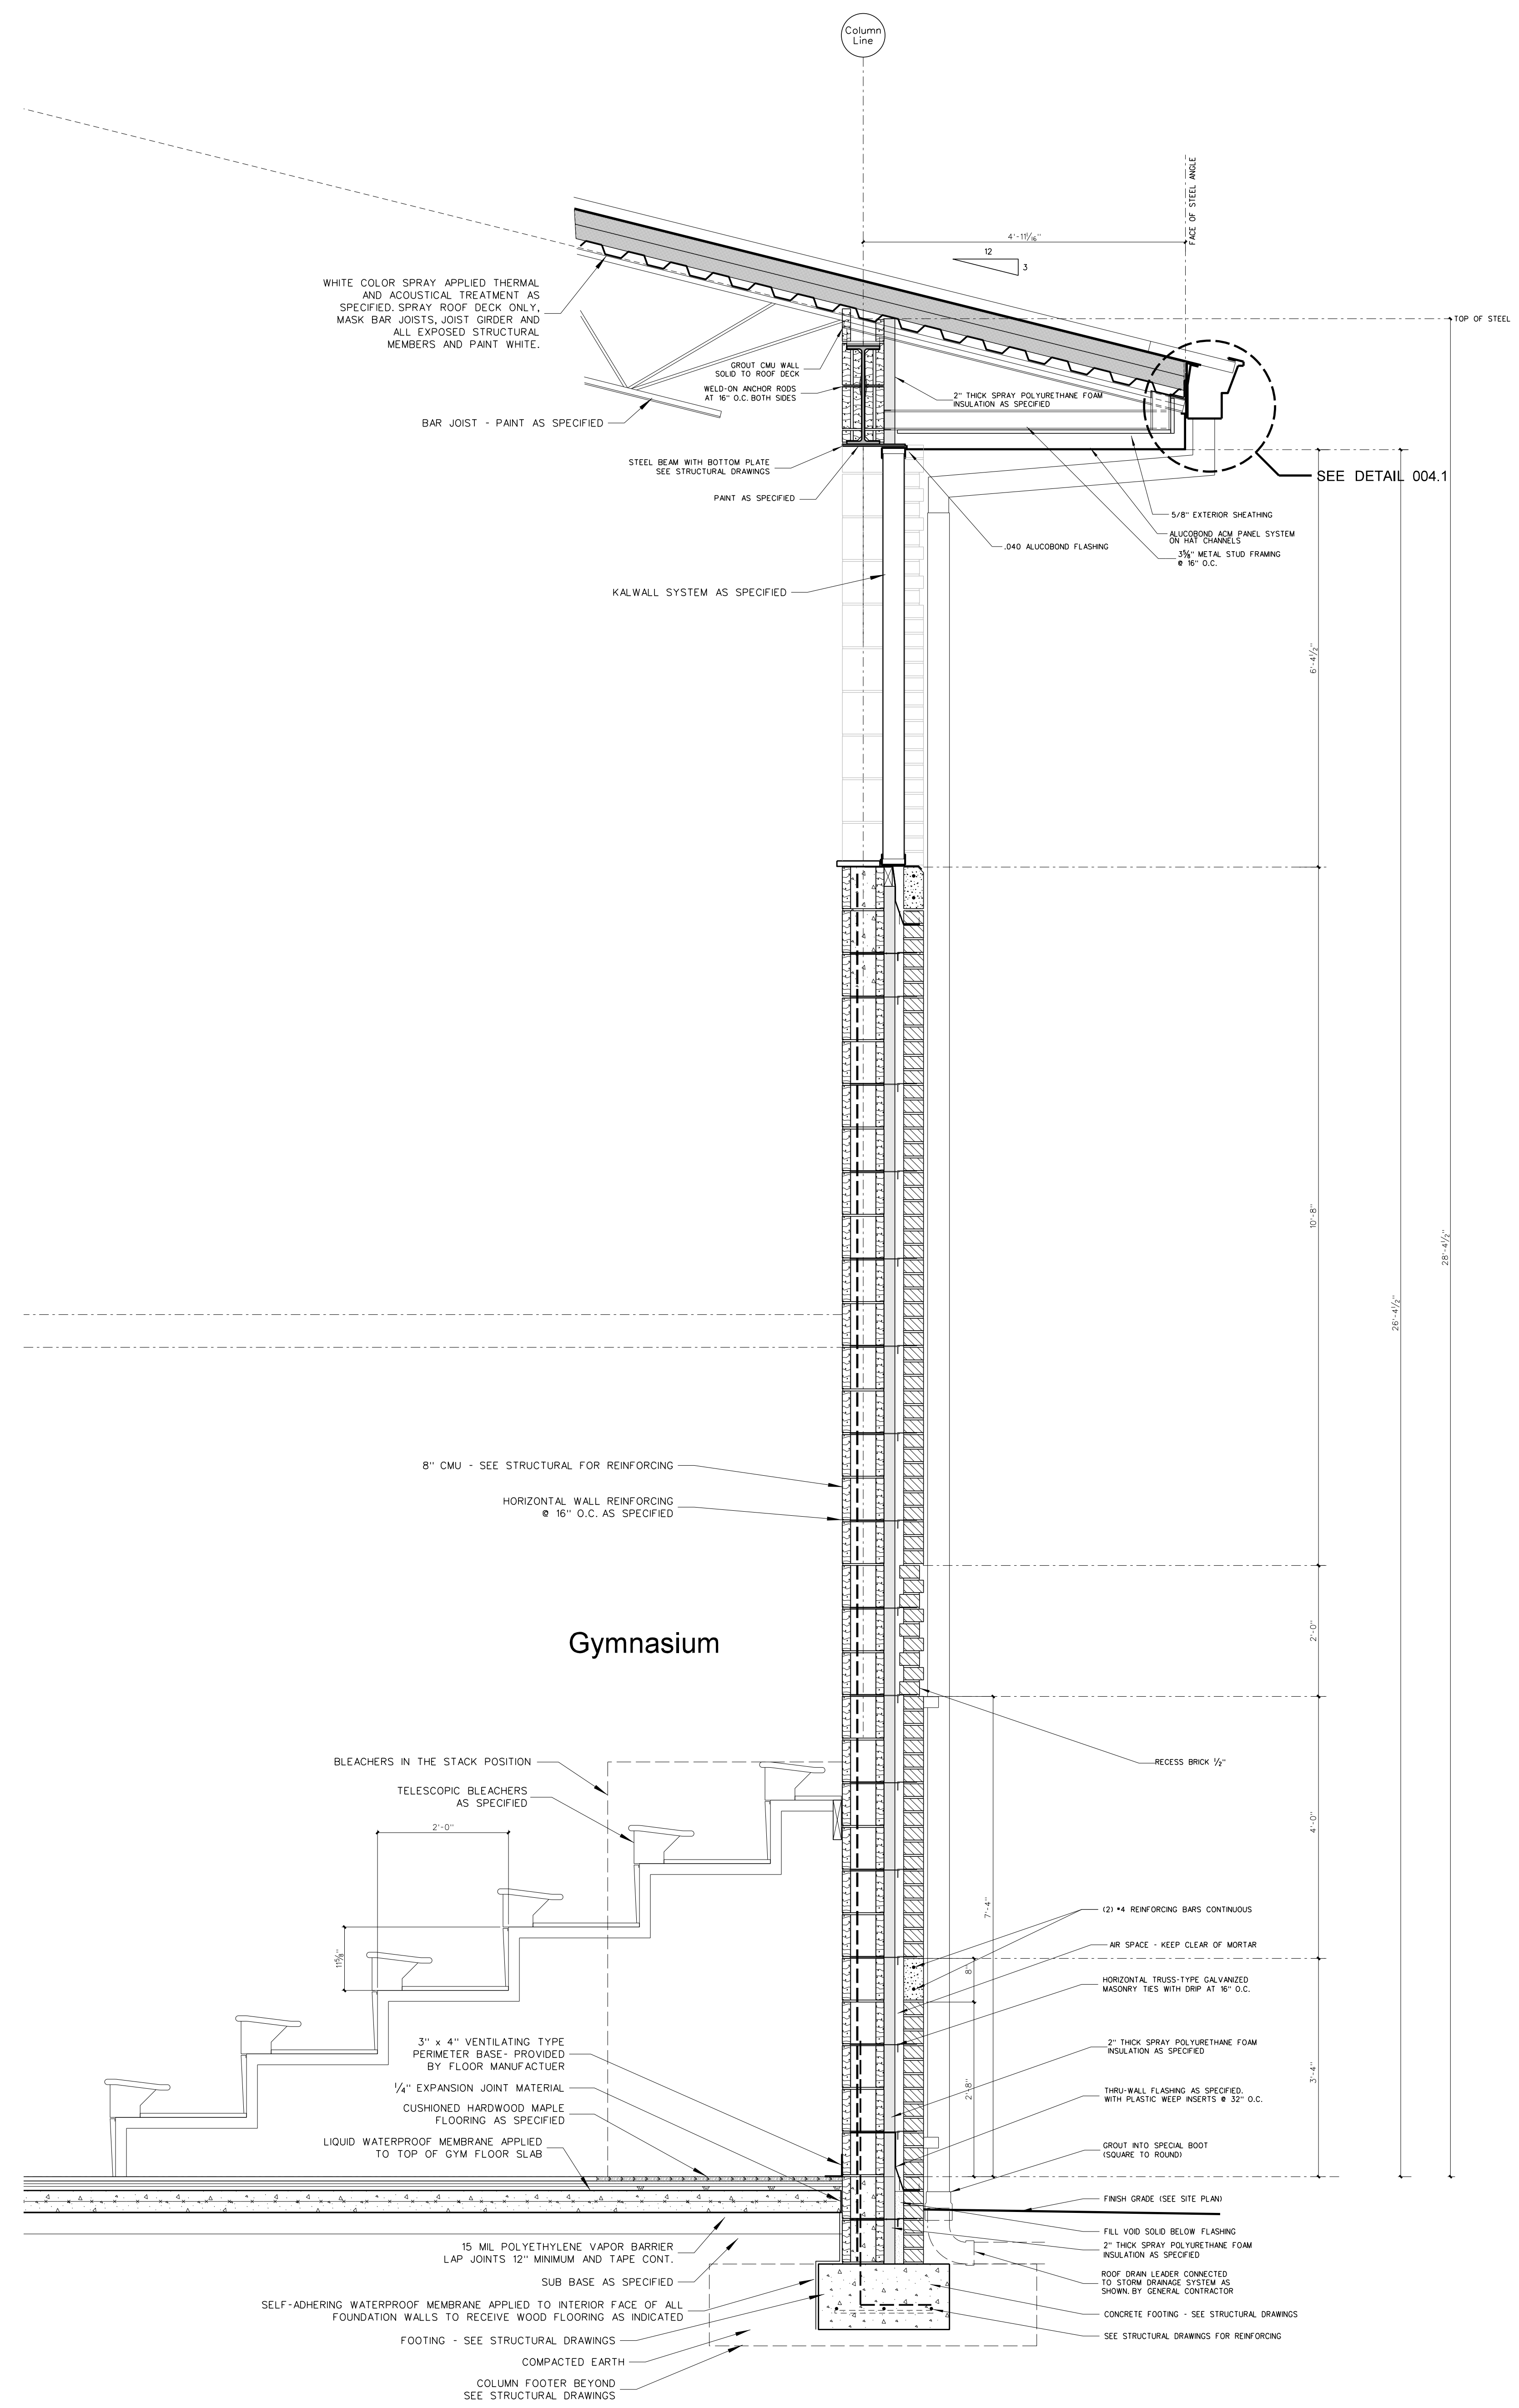 Column
Line
FACE OF STEEL ANGLE
4'-11/16"
12
3
TOP OF STEEL
WHITE COLOR SPRAY APPLIED THERMAL
AND ACOUSTICAL TREATMENT AS
SPECIFIED. SPRAY ROOF DECK ONLY,
MASK BAR JOISTS, JOIST GIRDER AND
ALL EXPOSED STRUCTURAL
MEMBERS AND PAINT WHITE.
GROUT CMU WALL
SOLID TO ROOF DECK
WELD-ON ANCHOR RODS
AT 16" O.C. BOTH SIDES
2" THICK SPRAY POLYURETHANE FOAM
INSULATION AS SPECIFIED
BAR JOIST - PAINT AS SPECIFIED
STEEL BEAM WITH BOTTOM PLATE
SEE STRUCTURAL DRAWINGS
PAINT AS SPECIFIED
SEE DETAIL 004.1
5/8" EXTERIOR SHEATHING
ALUCOBOND ACM PANEL SYSTEM
ON HAT CHANNELS
.040 ALUCOBOND FLASHING
3⅝" METAL STUD FRAMING
@ 16" O.C.
KALWALL SYSTEM AS SPECIFIED
6'-4½"
10'-8"
28'-4½"
26'-4½"
8" CMU - SEE STRUCTURAL FOR REINFORCING
HORIZONTAL WALL REINFORCING
@ 16" O.C. AS SPECIFIED
Gymnasium
2'-0"
RECESS BRICK ½"
BLEACHERS IN THE STACK POSITION
TELESCOPIC BLEACHERS
AS SPECIFIED
2'-0"
4'-0"
7'-4"
11⅝"
(2) #4 REINFORCING BARS CONTINUOUS
AIR SPACE - KEEP CLEAR OF MORTAR
8"
HORIZONTAL TRUSS-TYPE GALVANIZED
MASONRY TIES WITH DRIP AT 16" O.C.
3" x 4" VENTILATING TYPE
PERIMETER BASE- PROVIDED
BY FLOOR MANUFACTUER
2" THICK SPRAY POLYURETHANE FOAM
INSULATION AS SPECIFIED
2'-8"
3'-4"
¼" EXPANSION JOINT MATERIAL
THRU-WALL FLASHING AS SPECIFIED.
WITH PLASTIC WEEP INSERTS @ 32" O.C.
CUSHIONED HARDWOOD MAPLE
FLOORING AS SPECIFIED
LIQUID WATERPROOF MEMBRANE APPLIED
TO TOP OF GYM FLOOR SLAB
GROUT INTO SPECIAL BOOT
(SQUARE TO ROUND)
FINISH GRADE (SEE SITE PLAN)
FILL VOID SOLID BELOW FLASHING
2" THICK SPRAY POLYURETHANE FOAM
INSULATION AS SPECIFIED
15 MIL POLYETHYLENE VAPOR BARRIER
LAP JOINTS 12" MINIMUM AND TAPE CONT.
SUB BASE AS SPECIFIED
ROOF DRAIN LEADER CONNECTED
TO STORM DRAINAGE SYSTEM AS
SHOWN. BY GENERAL CONTRACTOR
SELF-ADHERING WATERPROOF MEMBRANE APPLIED TO INTERIOR FACE OF ALL
FOUNDATION WALLS TO RECEIVE WOOD FLOORING AS INDICATED
CONCRETE FOOTING - SEE STRUCTURAL DRAWINGS
FOOTING - SEE STRUCTURAL DRAWINGS
SEE STRUCTURAL DRAWINGS FOR REINFORCING
COMPACTED EARTH
COLUMN FOOTER BEYOND
SEE STRUCTURAL DRAWINGS